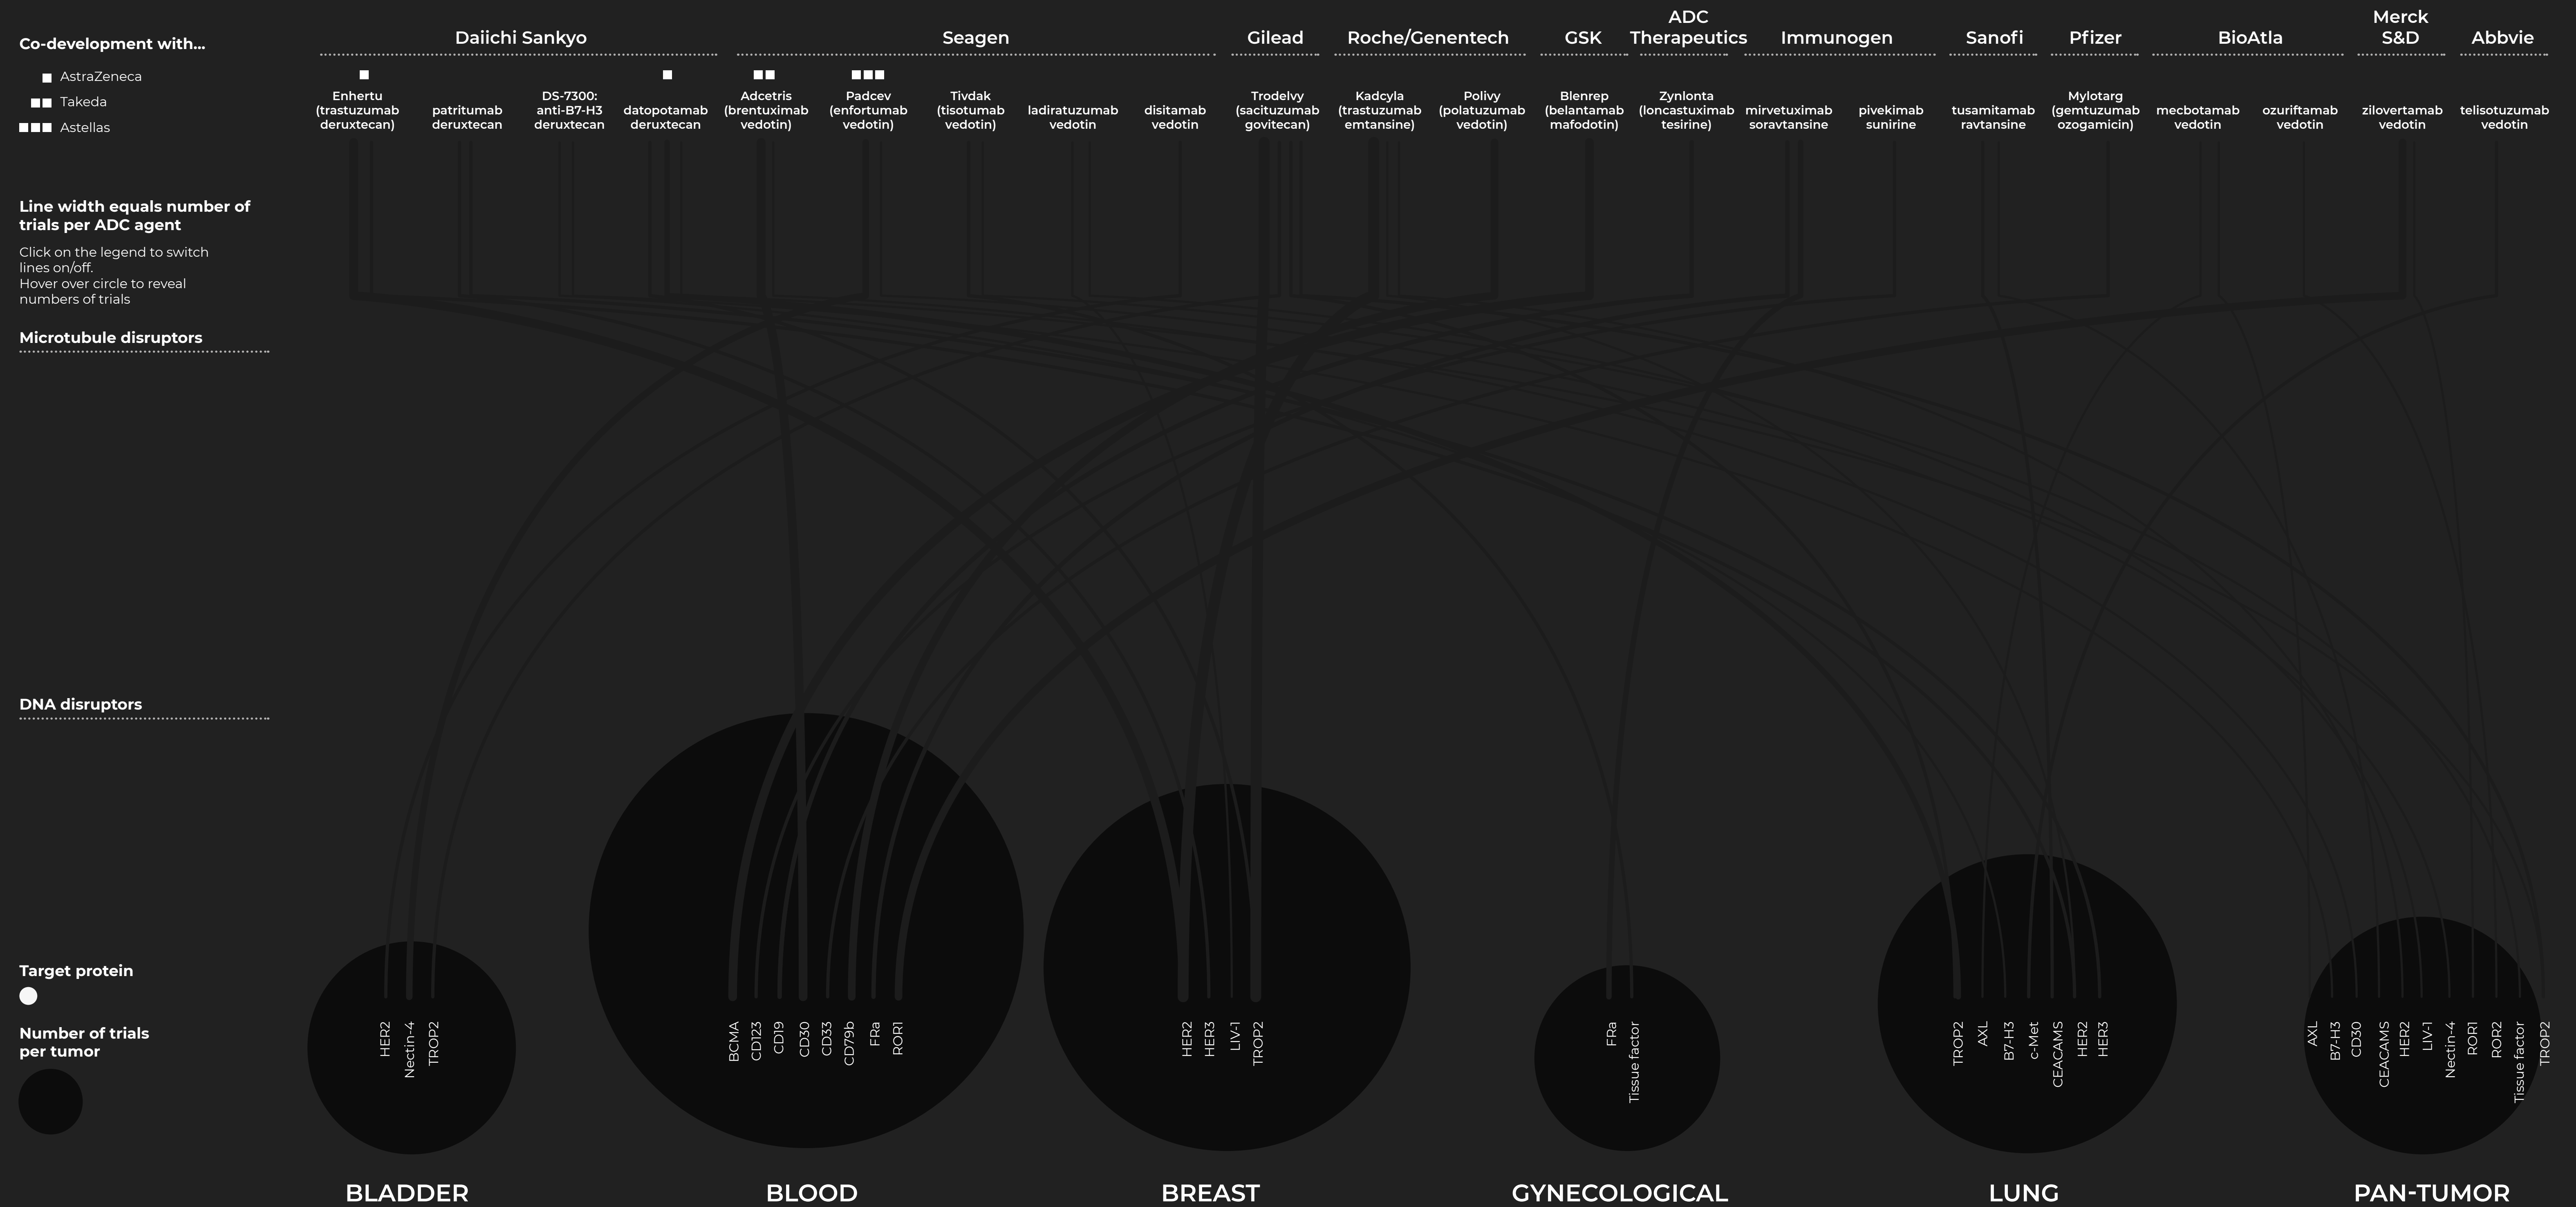 Co-development with...
AstraZeneca
Takeda
Astellas
Line width equals number of
trials per ADC agent
Click on the legend to switch
lines on/off.
Hover over circle to reveal
numbers of trials
Microtubule disruptors
DNA disruptors
Target protein
Number of trials
per tumor
Daiichi Sankyo
Seagen
Gilead
Roche/Genentech
GSK
ADC
Therapeutics
Immunogen
Sanofi
Pfizer
BioAtla
Merck
S&D
Abbvie
Enhertu
(trastuzumab
deruxtecan)
patritumab
deruxtecan
DS-7300:
anti-B7-H3
deruxtecan
datopotamab
deruxtecan
Adcetris
(brentuximab
vedotin)
Padcev
(enfortumab
vedotin)
Tivdak
(tisotumab
vedotin)
ladiratuzumab
vedotin
disitamab
vedotin
Trodelvy
(sacituzumab
govitecan)
Kadcyla
(trastuzumab
emtansine)
Polivy
(polatuzumab
vedotin)
Blenrep
(belantamab
mafodotin)
Zynlonta
(loncastuximab
tesirine)
mirvetuximab
soravtansine
pivekimab
sunirine
tusamitamab
ravtansine
Mylotarg
(gemtuzumab
ozogamicin)
mecbotamab
vedotin
ozuriftamab
vedotin
zilovertamab
vedotin
telisotuzumab
vedotin
HER2
Nectin-4
TROP2
BCMA
CD123
CD19
CD30
CD33
CD79b
FRa
ROR1
HER2
HER3
LIV-1
TROP2
FRa
Tissue factor
TROP2
AXL
B7-H3
c-Met
CEACAMS
HER2
HER3
AXL
B7-H3
CD30
CEACAMS
HER2
LIV-1
Nectin-4
ROR1
ROR2
Tissue factor
TROP2
BLADDER
BLOOD
BREAST
GYNECOLOGICAL
LUNG
PAN-TUMOR